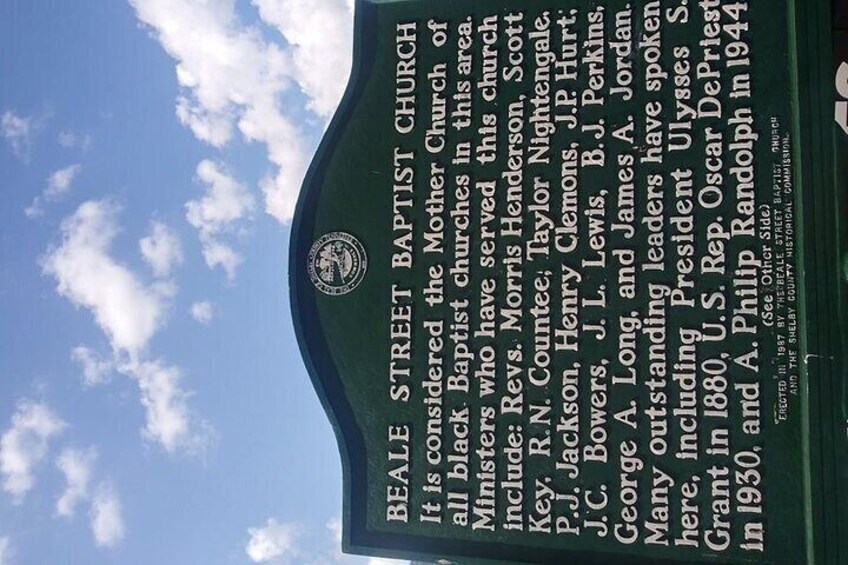 BEALE STREET BAPTIST CHURCH
It is considered the Mother Church of
all black Baptist churches in this area.
Ministers who have served this church
include: Revs. Morris Henderson, Scott
Key, R.N. Countee; Taylor Nightengale,
P.J. Jackson, Henry Clemons, J.P. Hurt;
J.C. Bowers, J. L. Lewis, B.J. Perkins,
George A. Long, and James A. Jordan.
Many outstanding leaders have spoken
here, including President Ulysses S.
Grant in 1880, U.S. Rep. Oscar DePriest
in 1930, and A. Philip Randolph in 1944
(See Other Side)
ERECTED IN 1987 BY THE BEALE STREET BAPTIST CHURCH
AND THE SHELBY COUNTY HISTORICAL COMMISSION.